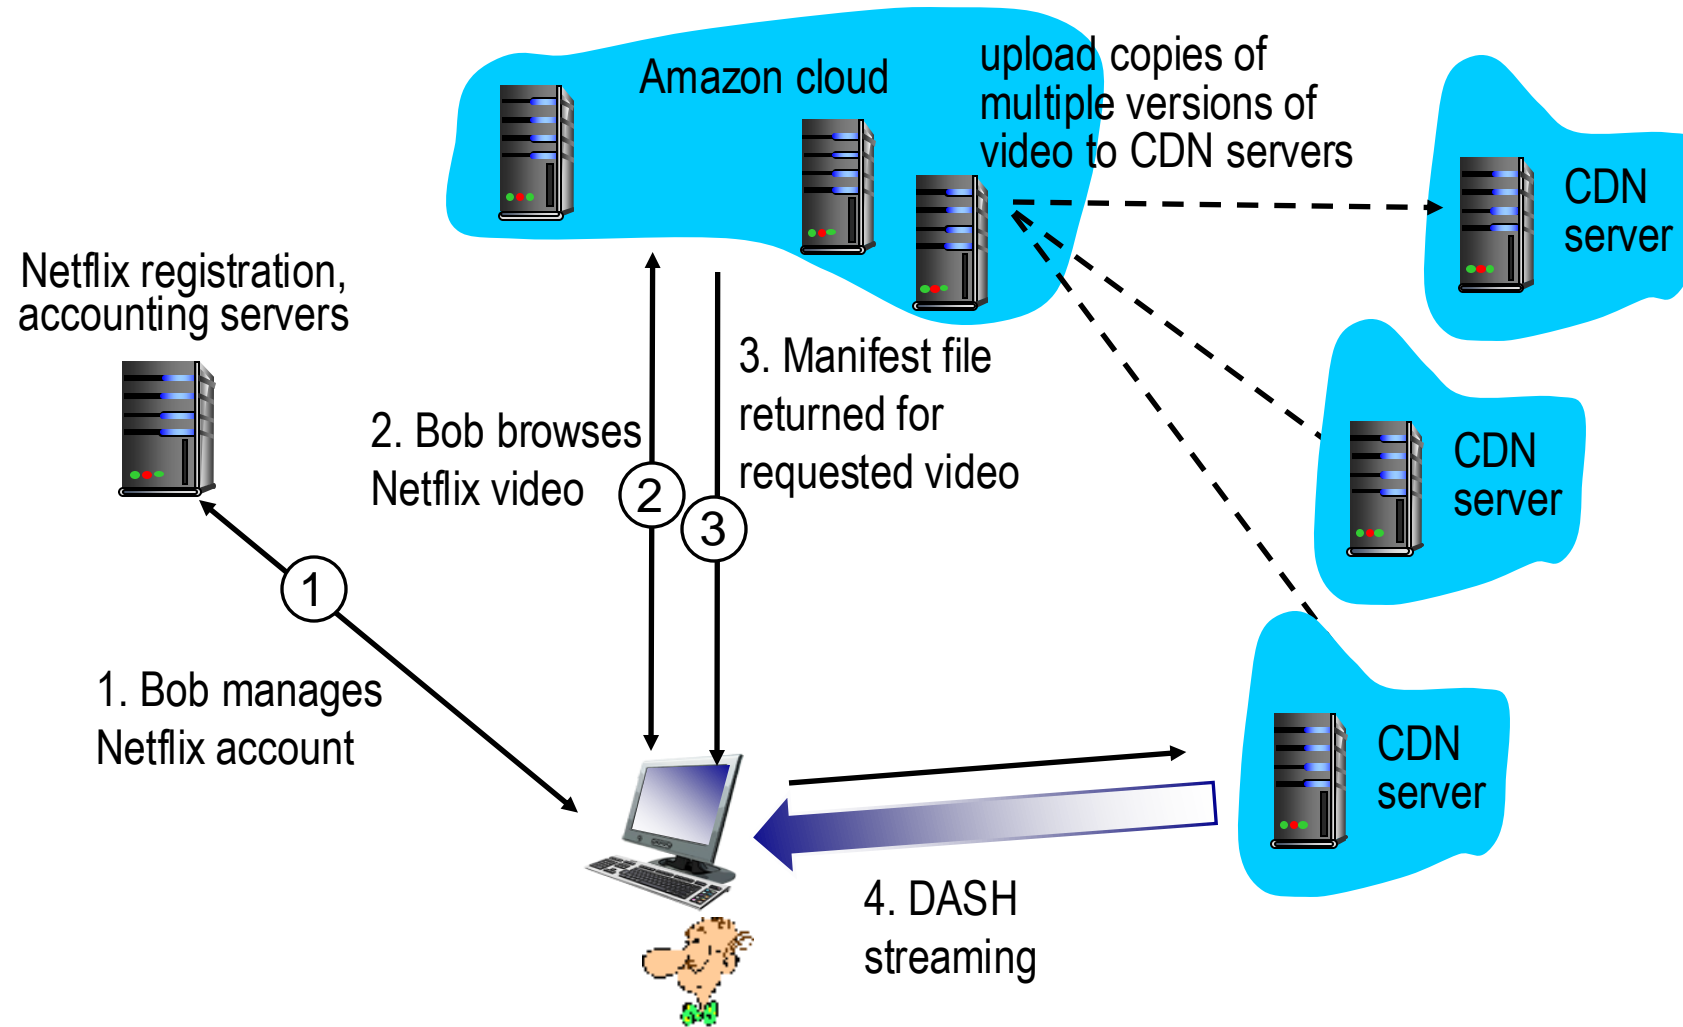 Amazon cloud
upload copies of
multiple versions of
video to CDN servers
CDN
server
Netflix registration,
accounting servers
3. Manifest file
returned for
requested video
2. Bob browses
Netflix video
2
3
CDN
server
1
1. Bob manages
Netflix account
CDN
server
4. DASH
streaming